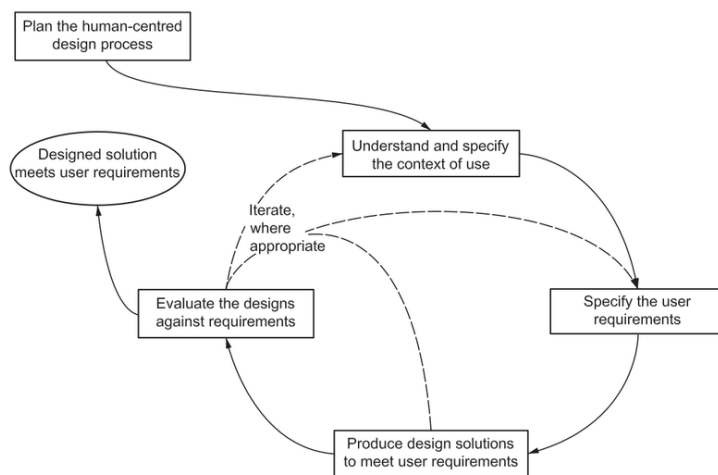 Plan the human-centred
design process
Understand and specify
the context of use
Designed solution
meets user requirements
Iterate,
where
appropriate
Evaluate the designs
against requirements
Specify the user
requirements
Produce design solutions
to meet user requirements